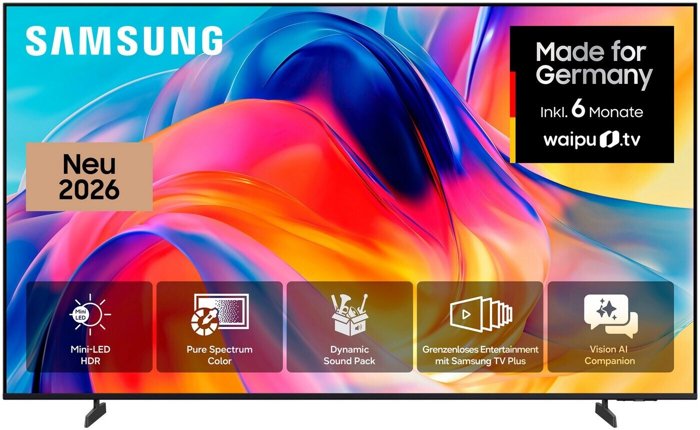 SAMSUNG
Made for
Germany
Inkl. 6 Monate
waipu.tv
Neu
2026
Mini
LED
Mini-LED
HDR
Pure Spectrum
Color
Dynamic
Sound Pack
Grenzenloses Entertainment
mit Samsung TV Plus
Vision AI
Companion